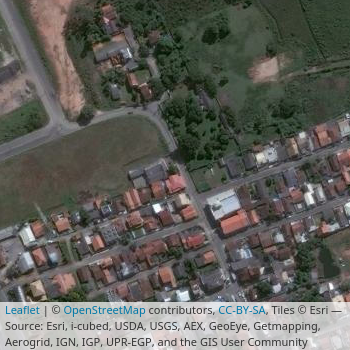 Leaflet | © OpenStreetMap contributors, CC-BY-SA, Tiles © Esri —
Source: Esri, i-cubed, USDA, USGS, AEX, GeoEye, Getmapping,
Aerogrid, IGN, IGP, UPR-EGP, and the GIS User Community